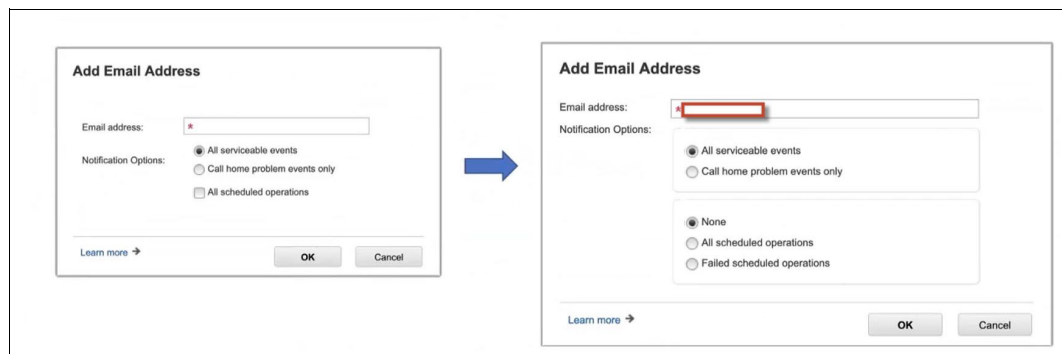 Add Email Address
Email address: *
Notification Options:
All serviceable events
Call home problem events only
All scheduled operations
Learn more →
OK Cancel
Add Email Address
Email address: *
Notification Options:
All serviceable events
Call home problem events only
None
All scheduled operations
Failed scheduled operations
Learn more →
OK Cancel